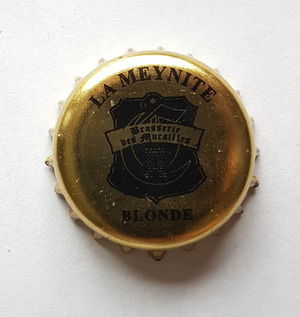 LA MEYNITE
Brasserie
des Murailles
BLONDE